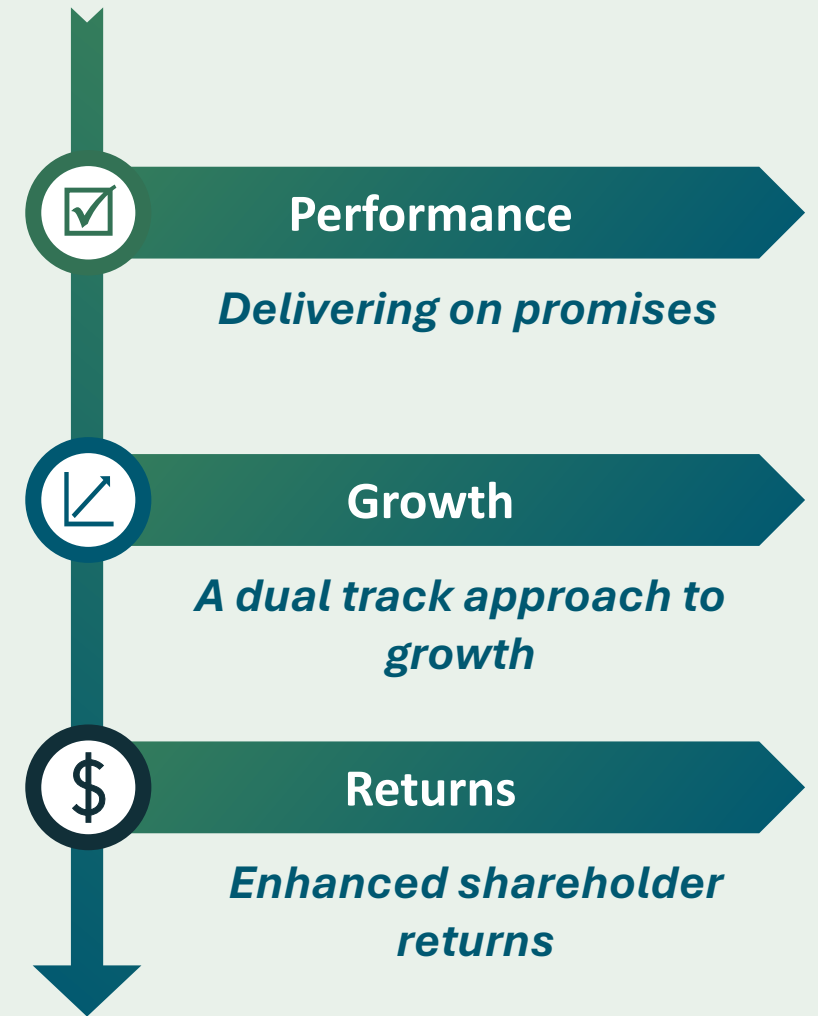 Performance
Delivering on promises
Growth
A dual track approach to
growth
$
Returns
Enhanced shareholder
returns